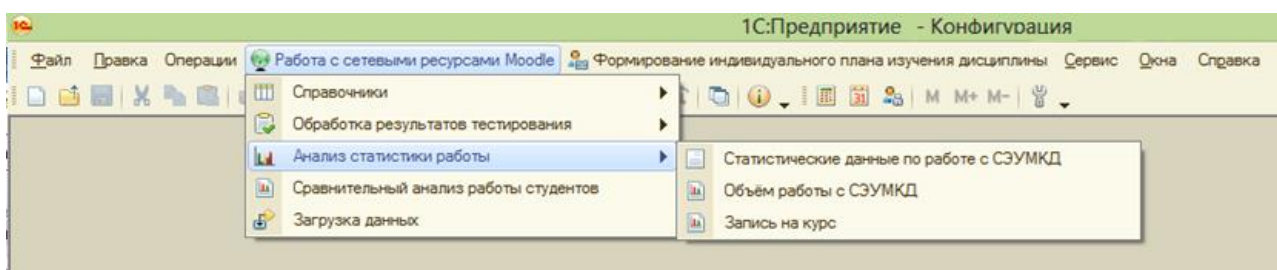 1С:Предприятие - Конфигурация
Файл Правка Операции Работа с сетевыми ресурсами Moodle Формирование индивидуального плана изучения дисциплины Сервис Окна Справка
M M+ M-
Справочники
Обработка результатов тестирования
Анализ статистики работы
Сравнительный анализ работы студентов
Загрузка данных
Статистические данные по работе с СЭУМКД
Объём работы с СЭУМКД
Запись на курс